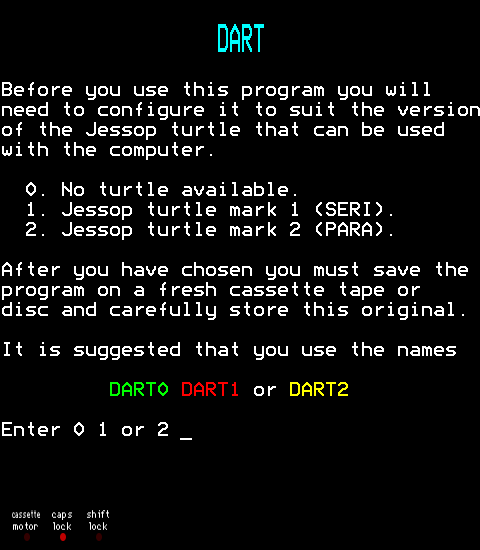 DART
Before you use this program you will
need to configure it to suit the version
of the Jessop turtle that can be used
with the computer.
0. No turtle available.
1. Jessop turtle mark 1 (SERI).
2. Jessop turtle mark 2 (PARA).
After you have chosen you must save the
program on a fresh cassette tape or
disc and carefully store this original.
It is suggested that you use the names
DART0 DART1 or DART2
Enter 0 1 or 2 _
cassette motor caps lock shift lock